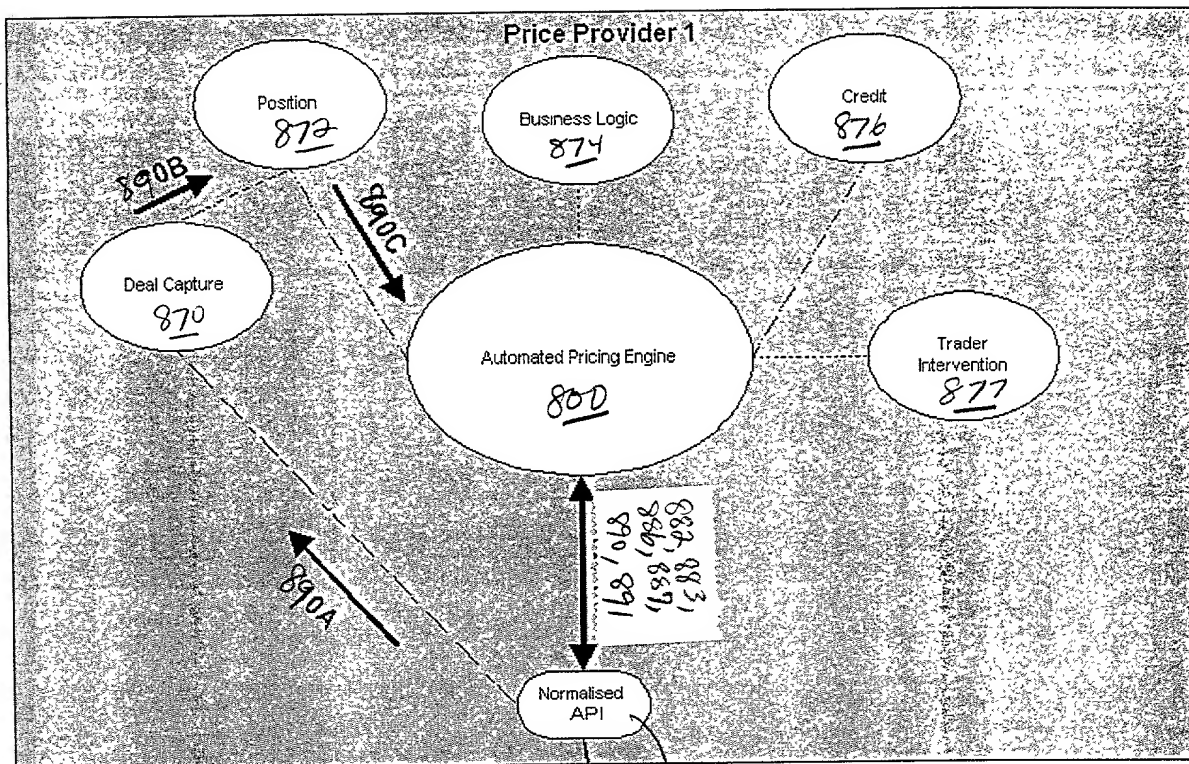 Price Provider 1
Position
872
Business Logic
874
Credit
876
890B
890C
Deal Capture
870
Automated Pricing Engine
800
Trader
Intervention
877
882, 883,
886, 887,
890, 891
890A
Normalised
API